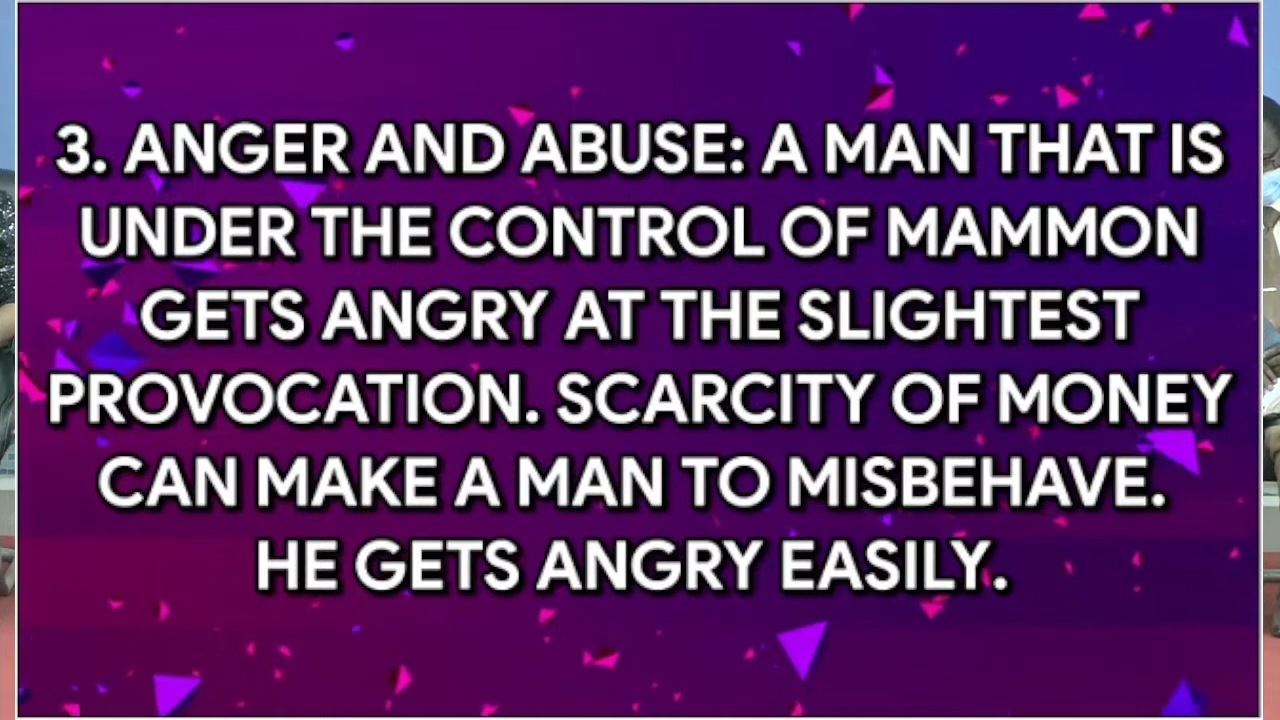 3. ANGER AND ABUSE: A MAN THAT IS
UNDER THE CONTROL OF MAMMON
GETS ANGRY AT THE SLIGHTEST
PROVOCATION. SCARCITY OF MONEY
CAN MAKE A MAN TO MISBEHAVE.
HE GETS ANGRY EASILY.